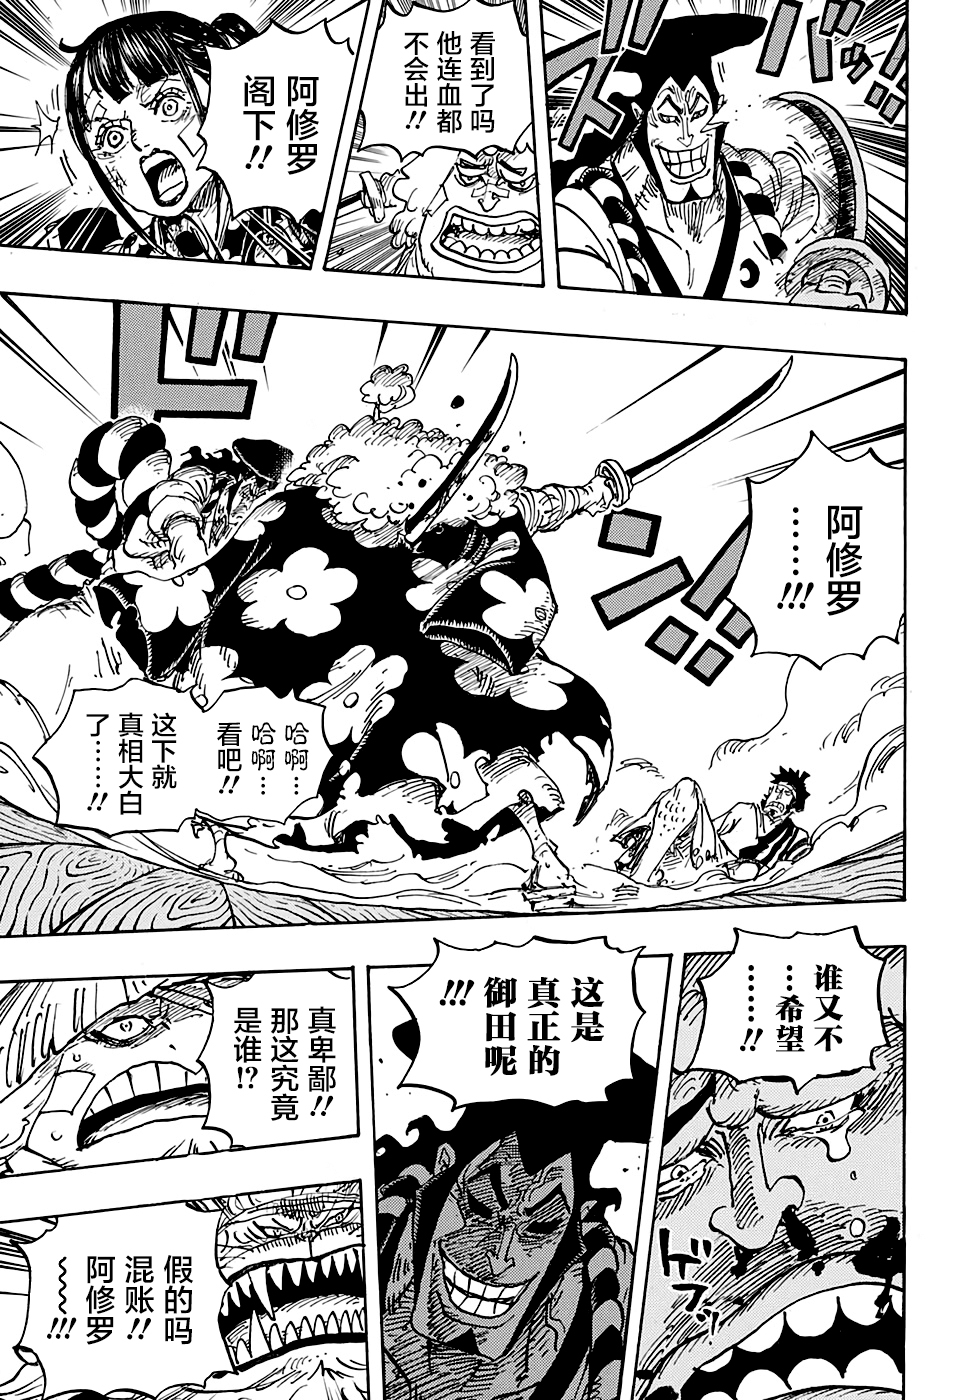 看到了吗
他连血都
不会出!!
阿修罗
阁下!!
阿修罗
……!!!
哈啊…
哈啊…
看吧!!
这下就
真相大白
了……!!
谁又不
……希望
……!!
这是
真正的
御田呢
!!!
真卑鄙!!
那这究竟
是谁!?
假的吗
混账!!
阿修罗
~~~!!!
ドドッ